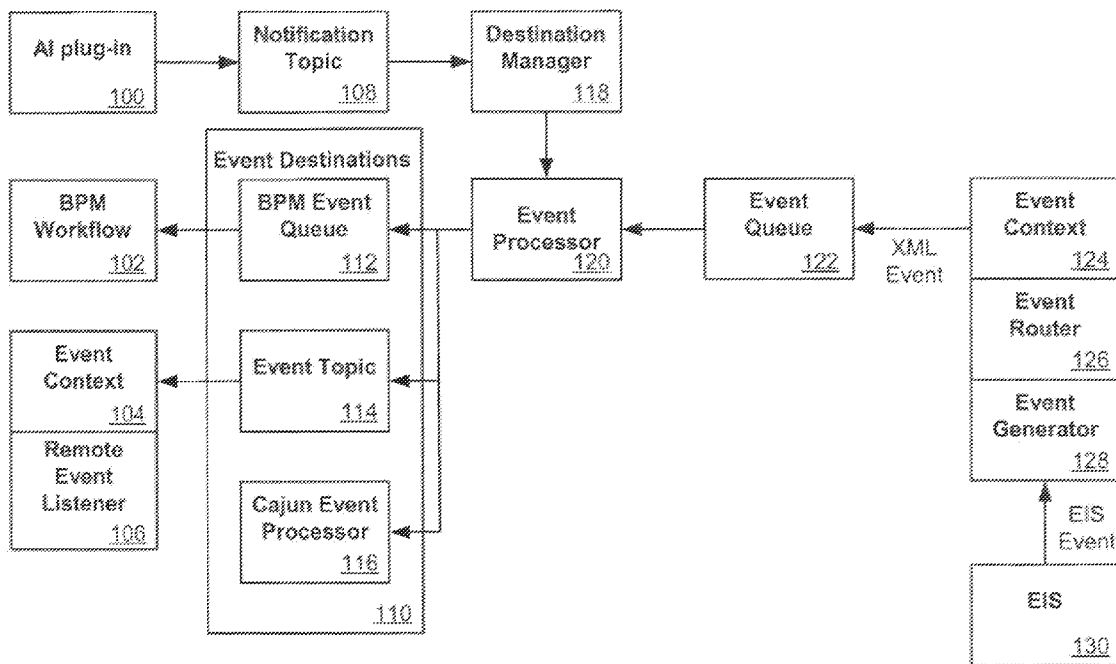 AI plug-in
100
Notification
Topic
108
Destination
Manager
118
Event Destinations
BPM
Workflow
102
BPM Event
Queue
112
Event
Processor
120
Event
Queue
122
XML
Event
Event
Context
124
Event
Router
126
Event
Generator
128
Event
Context
104
Remote
Event
Listener
106
Event Topic
114
Cajun Event
Processor
116
110
EIS
Event
EIS
130